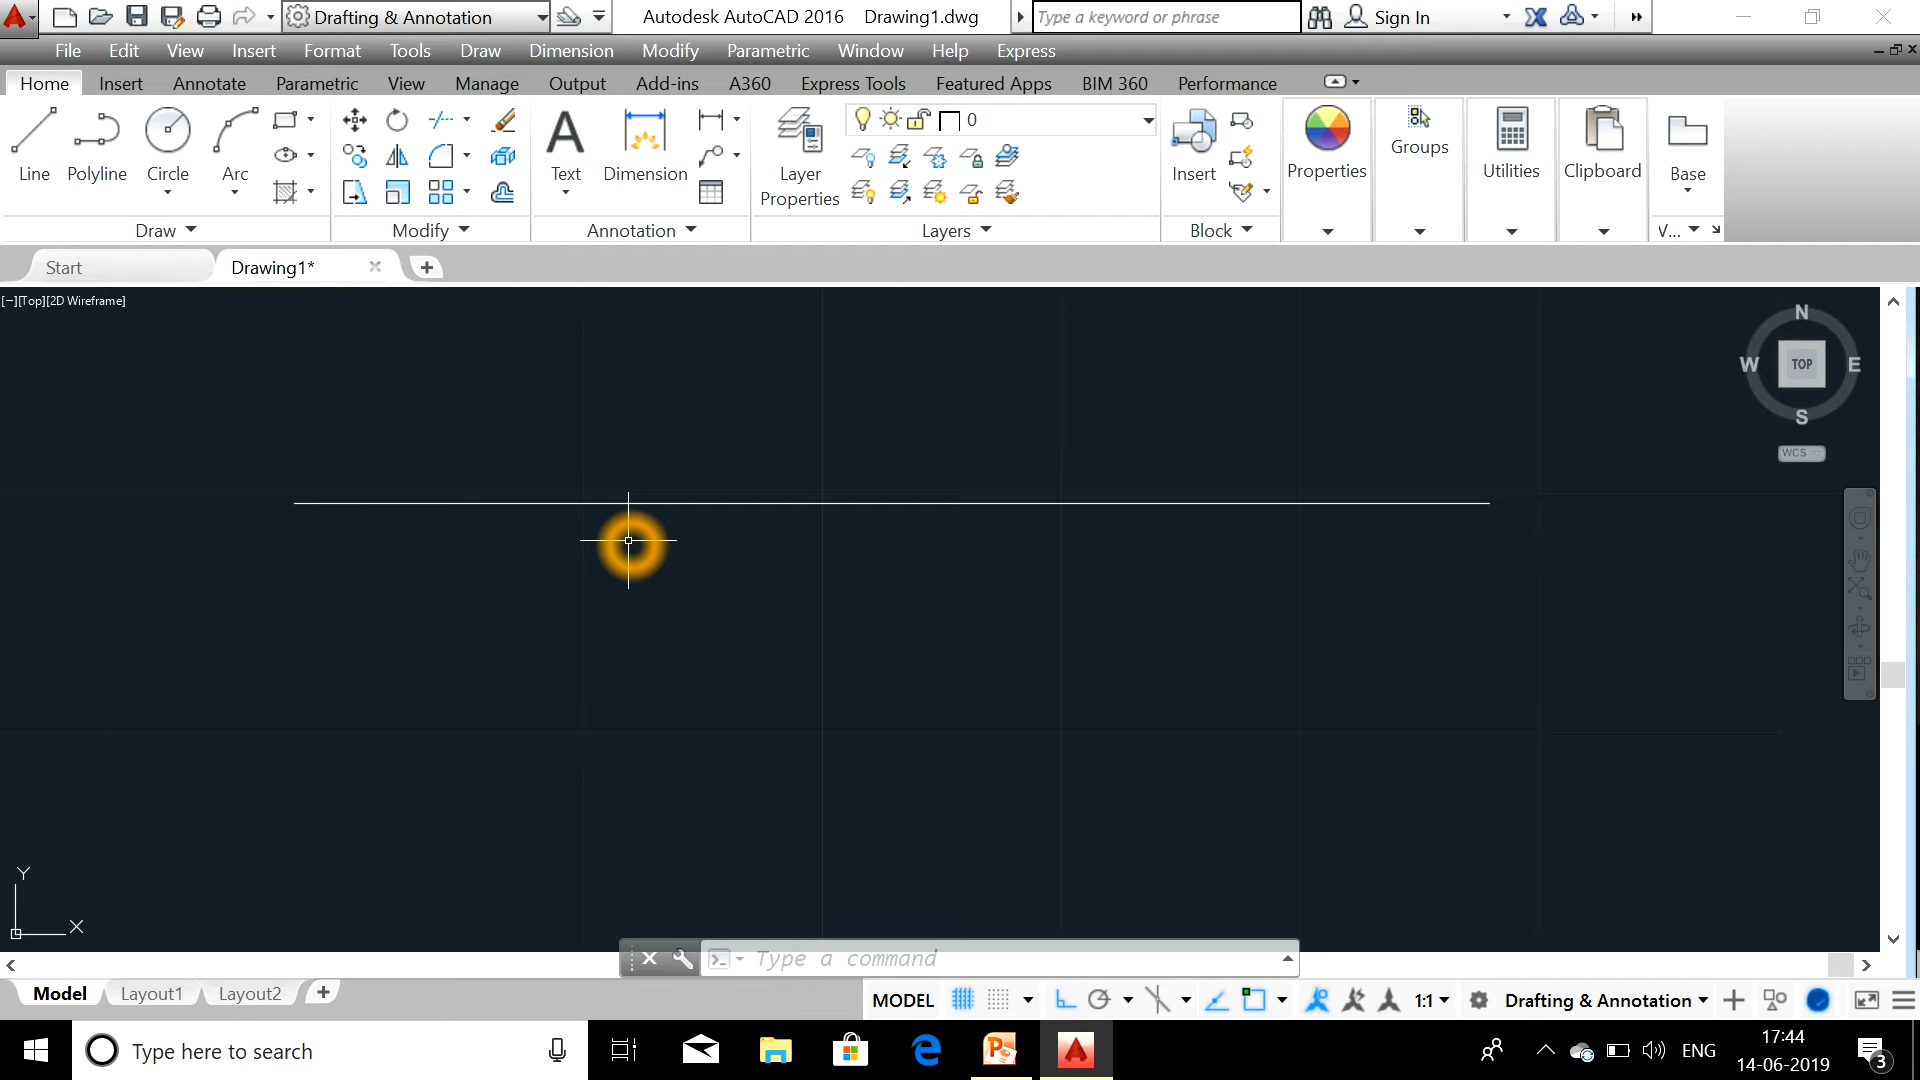 Drafting & Annotation Autodesk AutoCAD 2016 Drawing1.dwg Type a keyword or phrase Sign In
File Edit View Insert Format Tools Draw Dimension Modify Parametric Window Help Express
Home Insert Annotate Parametric View Manage Output Add-ins A360 Express Tools Featured Apps BIM 360 Performance
0
Groups
Line Polyline Circle Arc Text Dimension Layer Properties Insert Properties Utilities Clipboard Base
Draw Modify Annotation Layers Block V...
Start Drawing1*
[−][Top][2D Wireframe]
N
W TOP E
S
WCS
Y
X
Type a command
Model Layout1 Layout2 MODEL 1:1 Drafting & Annotation
Type here to search ENG 17:44
14-06-2019 3